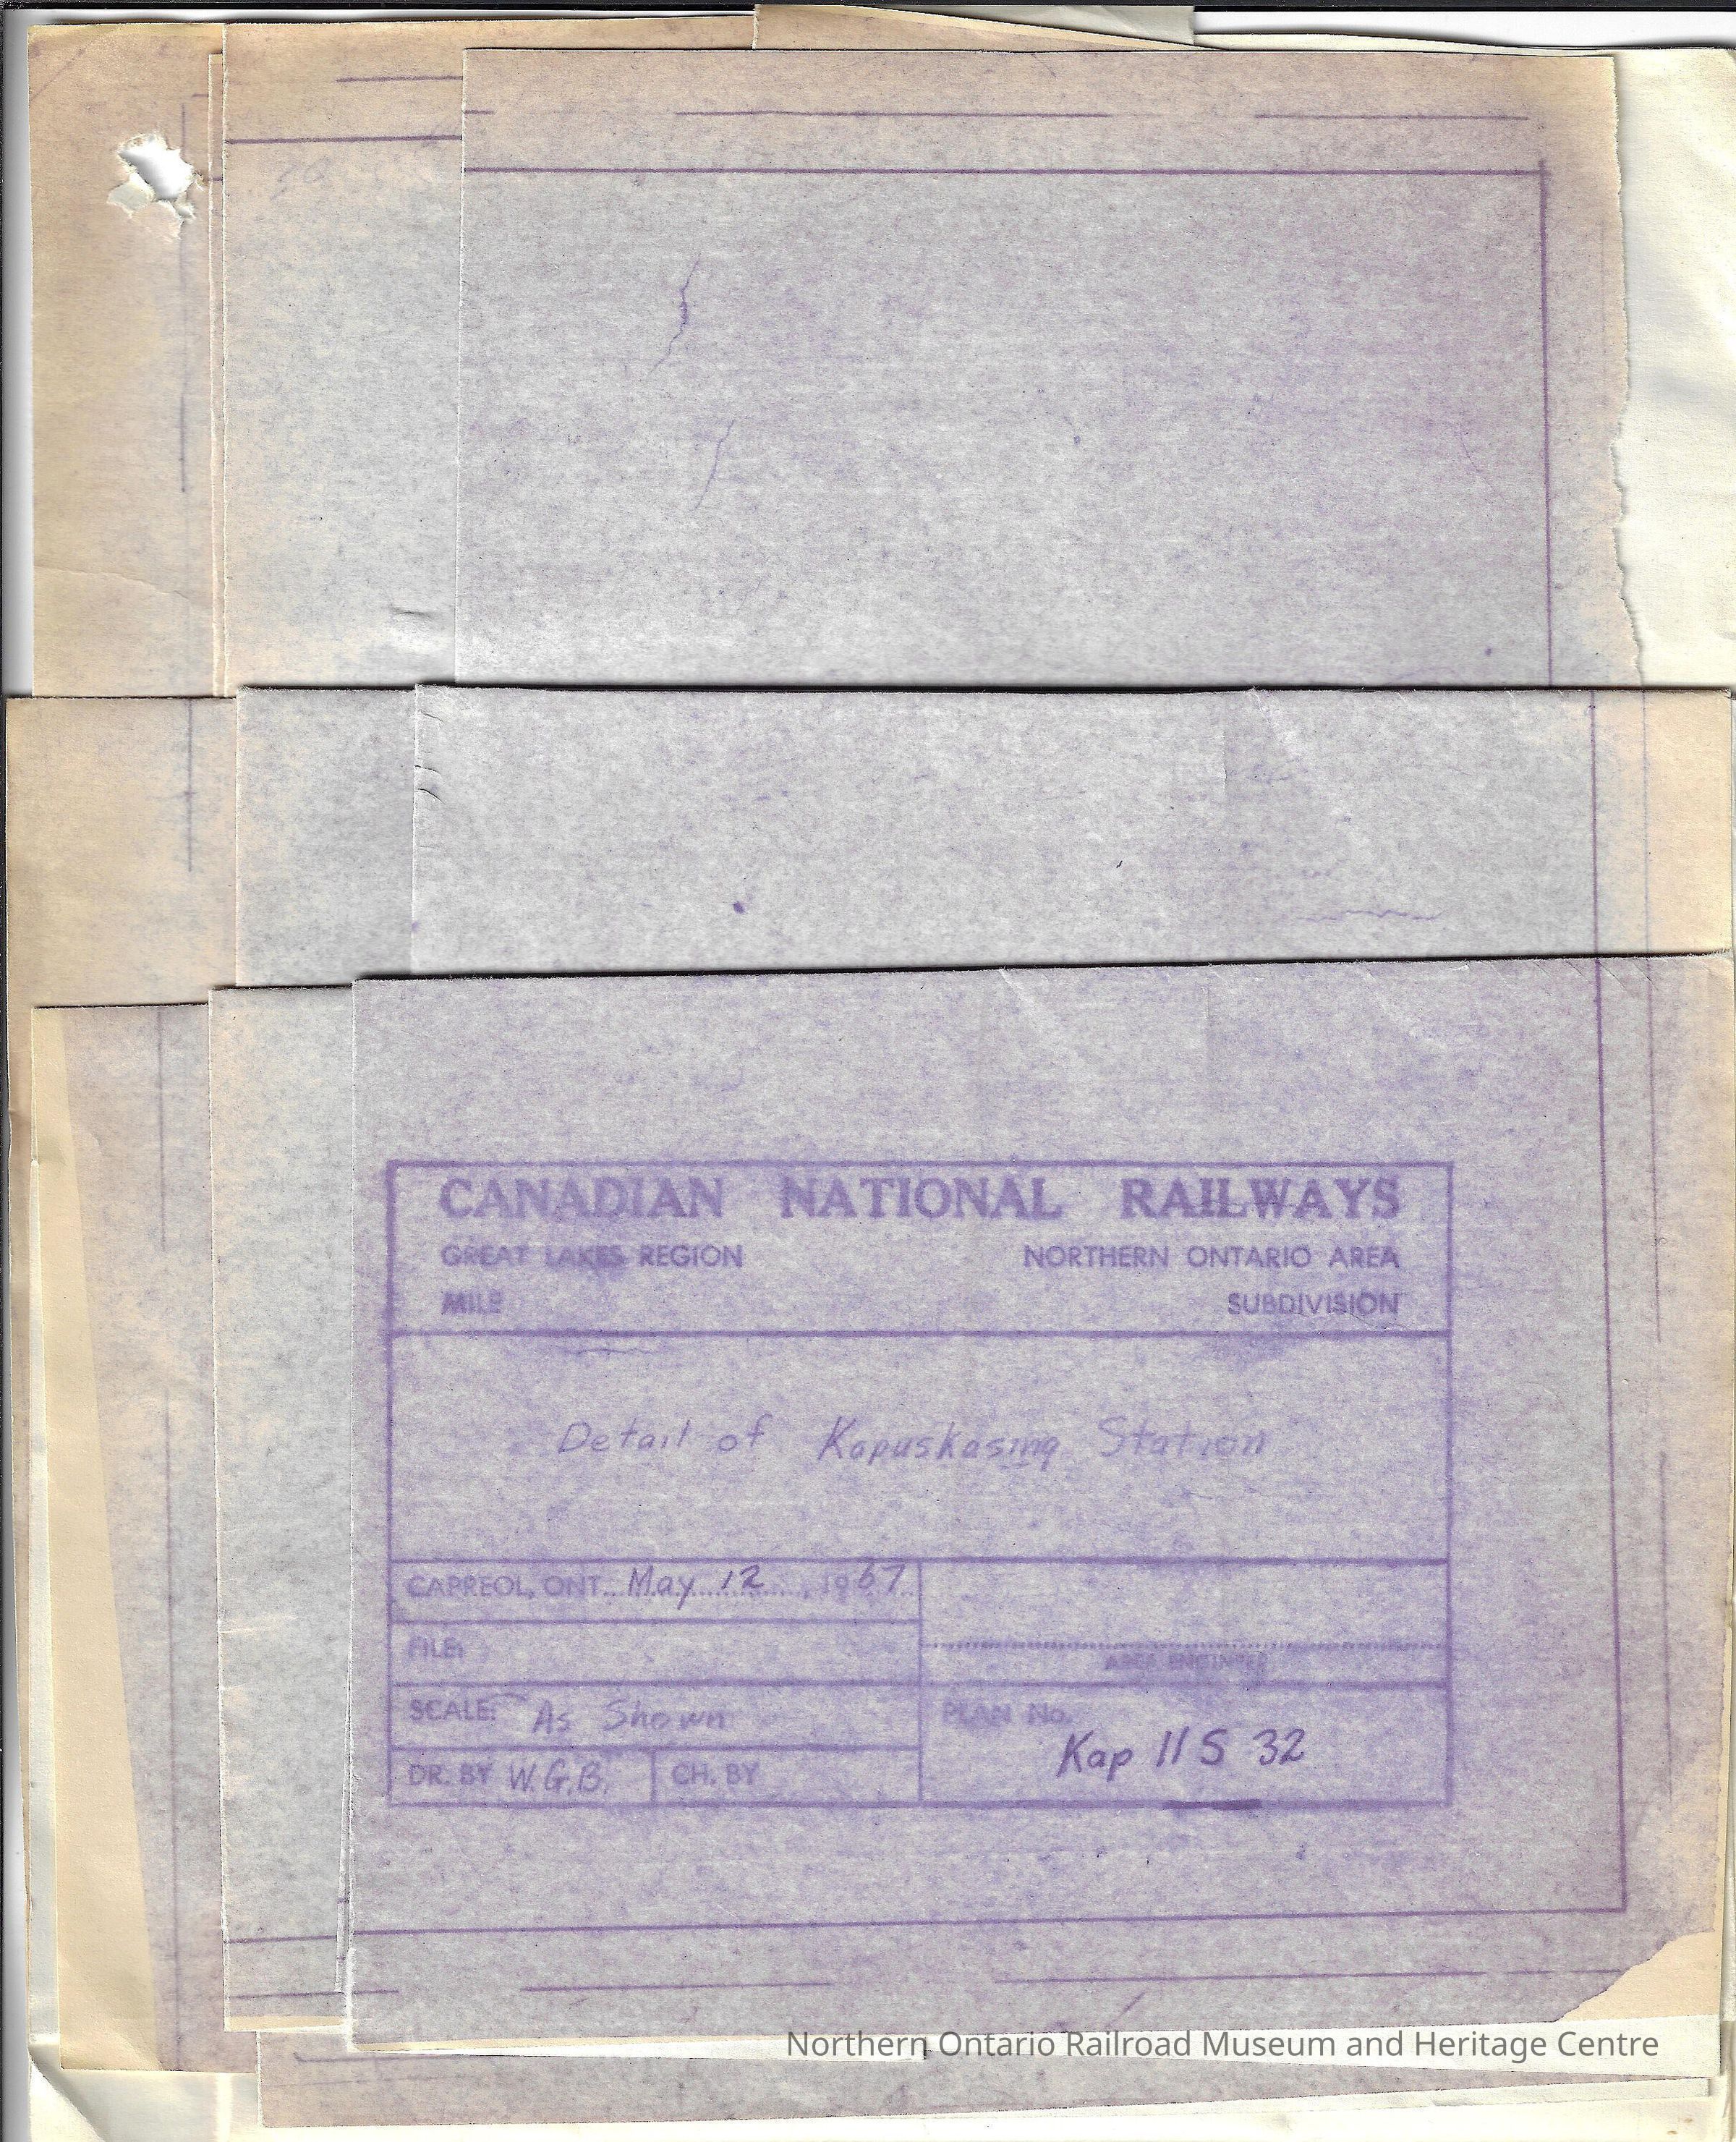 CANADIAN NATIONAL RAILWAYS
GREAT LAKES REGION NORTHERN ONTARIO AREA
MILE SUBDIVISION
Detail of Kapuskasing Station
CAPREOL, ONT. May 12, 1967.
FILE:
AREA ENGINEER
SCALE: As Shown
PLAN No.
Kap 11 S 32
DR. BY W.G.B. CH. BY
Northern Ontario Railroad Museum and Heritage Centre